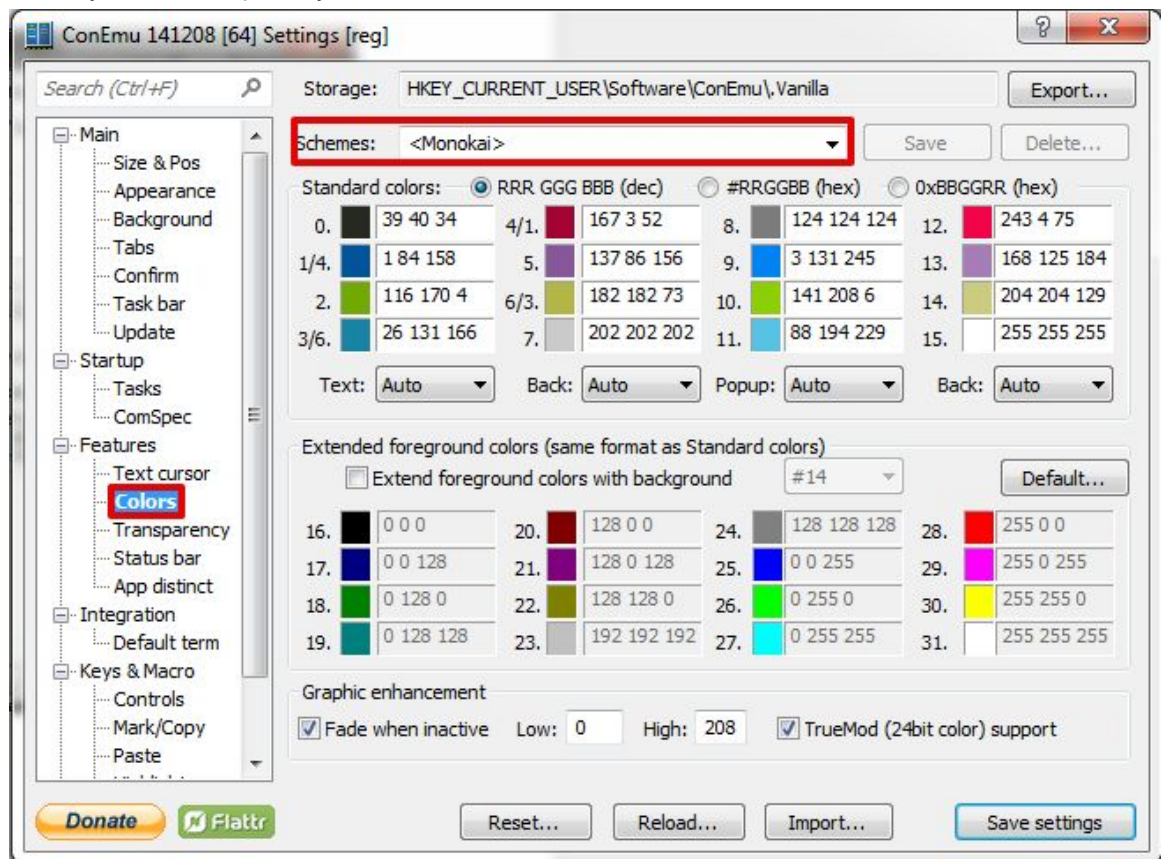 ConEmu 141208 [64] Settings [reg]
Search (Ctrl+F)
Storage: HKEY_CURRENT_USER\Software\ConEmu\.Vanilla Export...
Schemes: <Monokai> Save Delete...
Main
Size & Pos
Appearance
Background
Tabs
Confirm
Task bar
Update
Startup
Tasks
ComSpec
Features
Text cursor
Colors
Transparency
Status bar
App distinct
Integration
Default term
Keys & Macro
Controls
Mark/Copy
Paste
Standard colors: RRR GGG BBB (dec) #RRGGBB (hex) 0xBBGGRR (hex)
0. 39 40 34 4/1. 167 3 52 8. 124 124 124 12. 243 4 75
1/4. 1 84 158 5. 137 86 156 9. 3 131 245 13. 168 125 184
2. 116 170 4 6/3. 182 182 73 10. 141 208 6 14. 204 204 129
3/6. 26 131 166 7. 202 202 202 11. 88 194 229 15. 255 255 255
Text: Auto Back: Auto Popup: Auto Back: Auto
Extended foreground colors (same format as Standard colors)
Extend foreground colors with background #14 Default...
16. 0 0 0 20. 128 0 0 24. 128 128 128 28. 255 0 0
17. 0 0 128 21. 128 0 128 25. 0 0 255 29. 255 0 255
18. 0 128 0 22. 128 128 0 26. 0 255 0 30. 255 255 0
19. 0 128 128 23. 192 192 192 27. 0 255 255 31. 255 255 255
Graphic enhancement
Fade when inactive Low: 0 High: 208 TrueMod (24bit color) support
Donate Flattr Reset... Reload... Import... Save settings